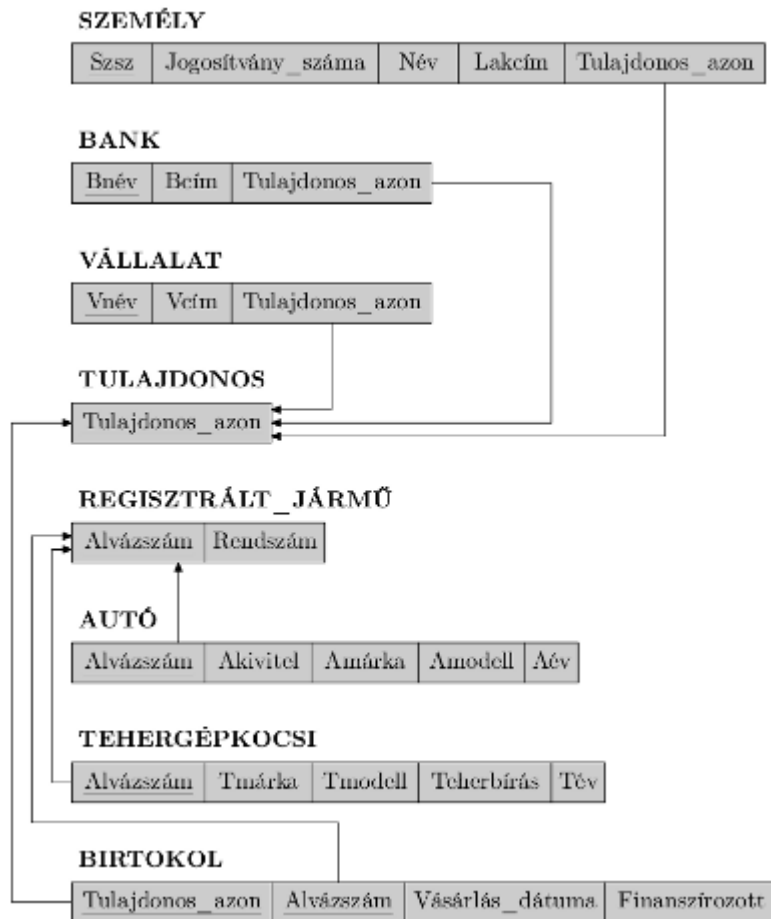 SZEMÉLY
Szsz Jogosítvány_száma Név Lakcím Tulajdonos_azon
BANK
Bnév Bcím Tulajdonos_azon
VÁLLALAT
Vnév Vcím Tulajdonos_azon
TULAJDONOS
Tulajdonos_azon
REGISZTRÁLT_JÁRMŰ
Alvázszám Rendszám
AUTÓ
Alvázszám Akivitel Amárka Amodell Aév
TEHERGÉPKOCSI
Alvázszám Tmárka Tmodell Teherbírás Tév
BIRTOKOL
Tulajdonos_azon Alvázszám Vásárlás_dátuma Finanszírozott